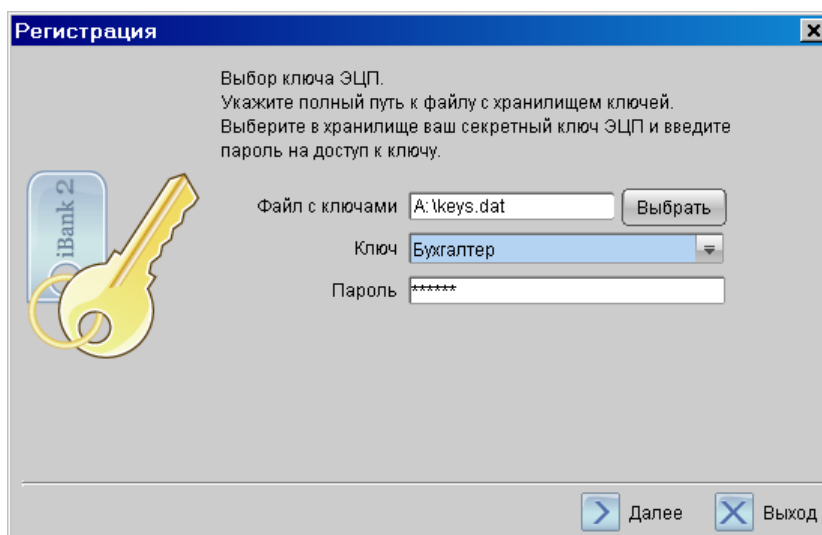 Регистрация
Выбор ключа ЭЦП.
Укажите полный путь к файлу с хранилищем ключей.
Выберите в хранилище ваш секретный ключ ЭЦП и введите
пароль на доступ к ключу.
iBank 2
Файл с ключами A:\keys.dat Выбрать
Ключ Бухгалтер
Пароль ******
Далее Выход